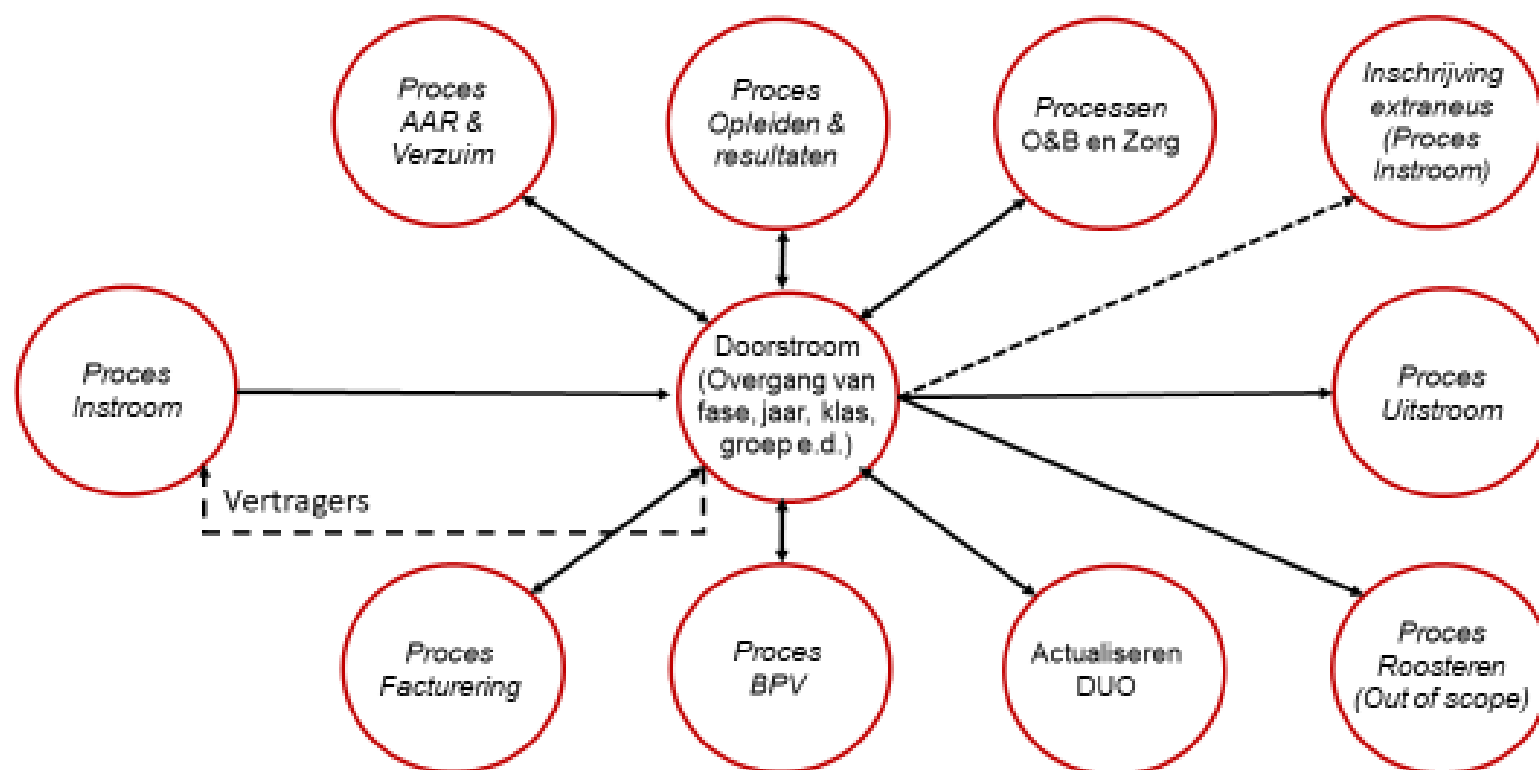 Proces
AAR &
Verzuim
Proces
Opleiden &
resultaten
Processen
O&B en Zorg
Inschrijving
extraneus
(Proces
Instroom)
Proces
Instroom
Doorstroom
(Overgang van
fase, jaar, klas,
groep e.d.)
Proces
Uitstroom
Vertragers
Proces
Facturering
Proces
BPV
Actualiseren
DUO
Proces
Roosteren
(Out of scope)